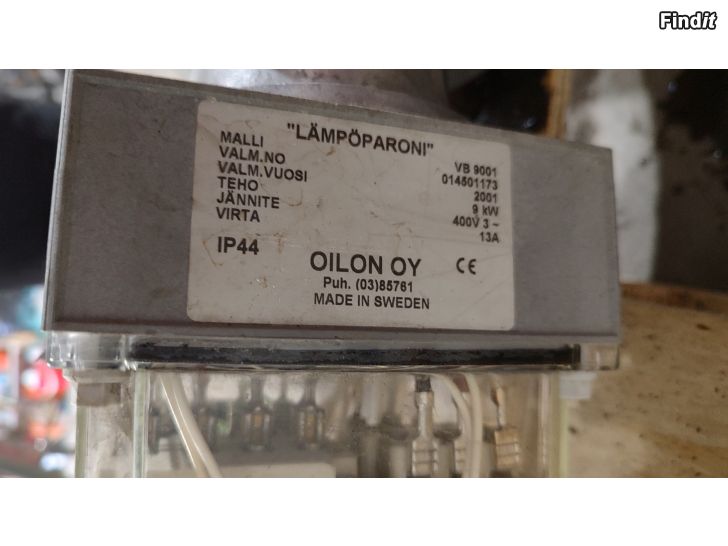 Findit
"LÄMPÖPARONI"
MALLI VB 9001
VALM.NO 014501173
VALM.VUOSI 2001
TEHO 9 kW
JÄNNITE 400V 3 ~
VIRTA 13A
IP44
OILON OY CE
Puh. (03)85761
MADE IN SWEDEN